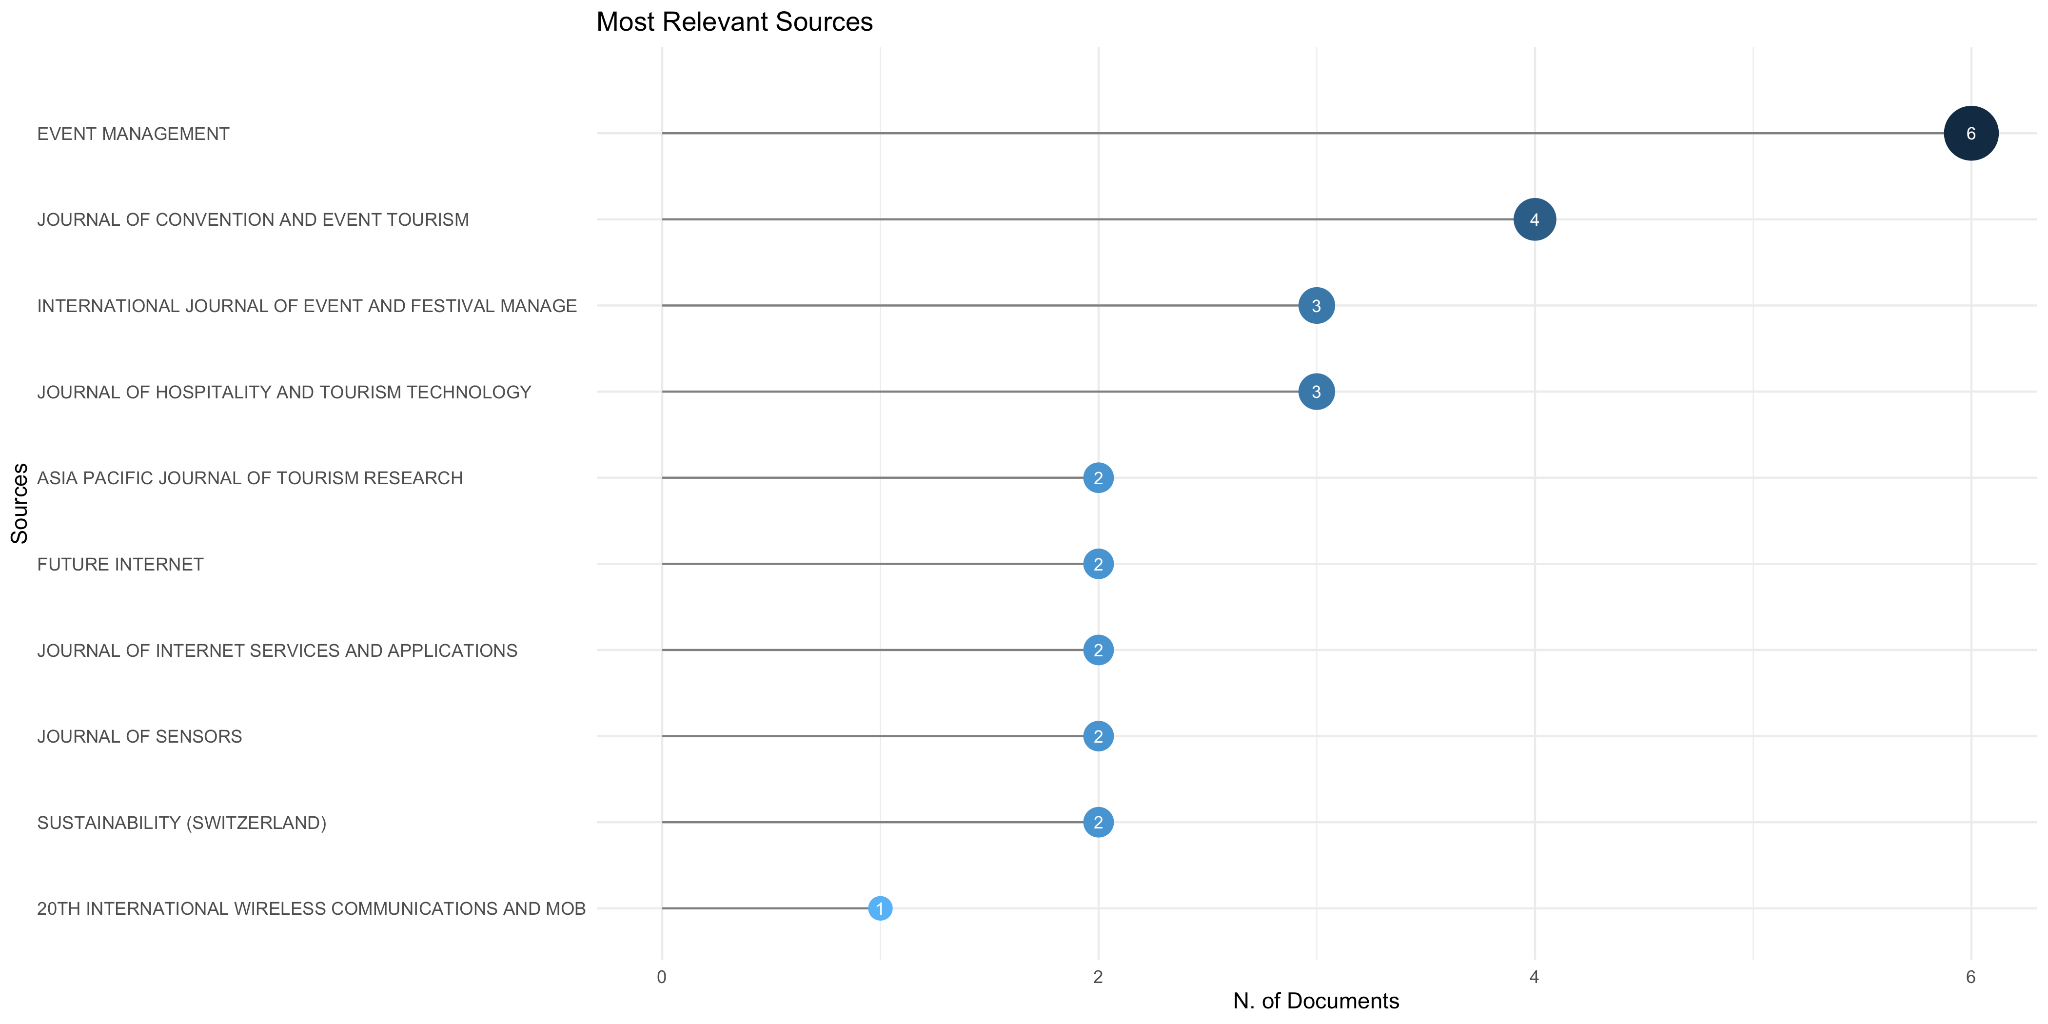 Most Relevant Sources
EVENT MANAGEMENT
6
JOURNAL OF CONVENTION AND EVENT TOURISM
4
INTERNATIONAL JOURNAL OF EVENT AND FESTIVAL MANAGE
3
JOURNAL OF HOSPITALITY AND TOURISM TECHNOLOGY
3
ASIA PACIFIC JOURNAL OF TOURISM RESEARCH
2
FUTURE INTERNET
2
JOURNAL OF INTERNET SERVICES AND APPLICATIONS
2
JOURNAL OF SENSORS
2
SUSTAINABILITY (SWITZERLAND)
2
20TH INTERNATIONAL WIRELESS COMMUNICATIONS AND MOB
1
Sources
0 2 4 6
N. of Documents